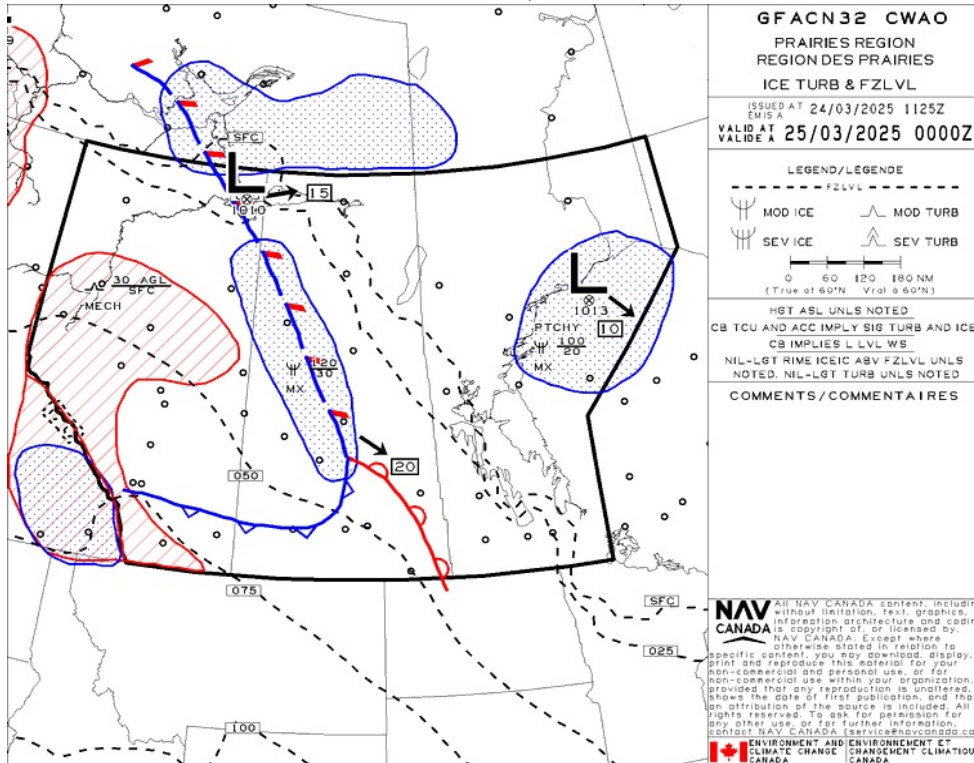 GFACN32 CWAO
PRAIRIES REGION
REGION DES PRAIRIES
ICE TURB & FZLVL
ISSUED AT 24/03/2025 1125Z
EMIS A
VALID AT 25/03/2025 0000Z
VALIDE A
LEGEND/LÉGENDE
FZLVL
MOD ICE MOD TURB
SEV ICE SEV TURB
0 60 120 180 NM
(True at 60°N Vrai a 60°N)
HGT ASL UNLS NOTED
CB TCU AND ACC IMPLY SIG TURB AND ICE
CB IMPLIES L LVL WS
NIL-LGT RIME ICEIC ABV FZLVL UNLS
NOTED. NIL-LGT TURB UNLS NOTED
COMMENTS/COMMENTAIRES
SFC
L
15
1010
30 AGL
SFC
MECH
L
1013
10
PTCHY
100
20
MX
120
30
MX
20
050
075
SFC
025
100
NAV
CANADA
All NAV CANADA content, includin
without limitation, text, graphics,
information architecture and codin
is copyright of, or licensed by,
NAV CANADA. Except where
otherwise stated in relation to
specific content, you may download, display,
print and reproduce this material for your
non-commercial and personal use, or for
non-commercial use within your organization,
provided that any reproduction is unaltered,
shows the date of first publication, and tha
an attribution of the source is included. All
rights reserved. To ask for permission for
any other use, or for further information,
contact NAV CANADA (service@navcanada.ca
ENVIRONMENT AND ENVIRONNEMENT ET
CLIMATE CHANGE CHANGEMENT CLIMATIQU
CANADA CANADA